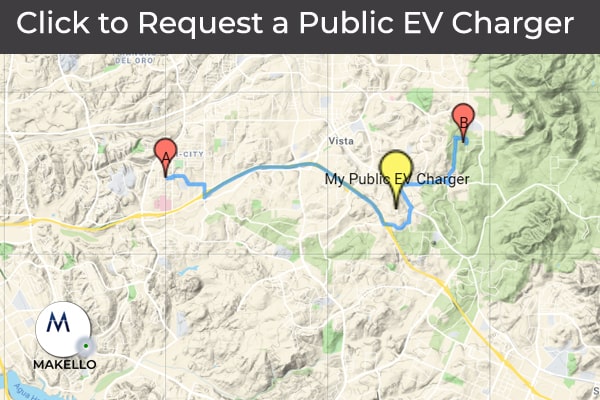 Click to Request a Public EV Charger
DEL ORO
Vista
A
B
-CITY
My Public EV Charger
M
MAKELLO
S